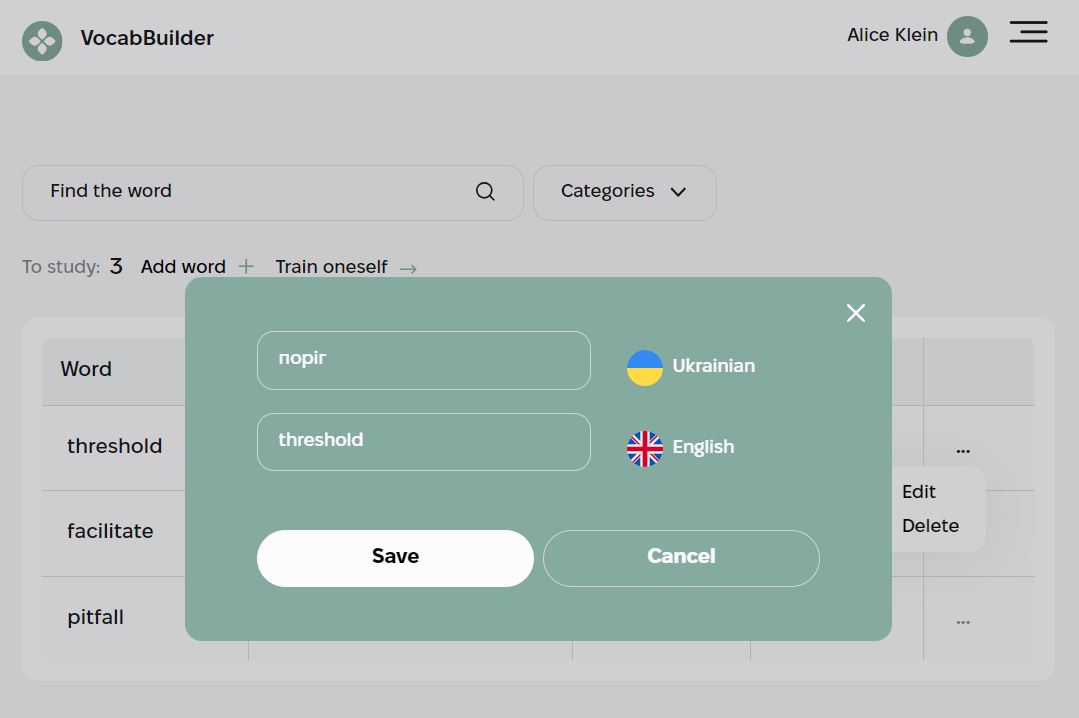 VocabBuilder
Alice Klein
Find the word
Categories
To study: 3 Add word + Train oneself →
Word
threshold
...
facilitate
pitfall
...
поріг
Ukrainian
threshold
English
Save
Cancel
Edit
Delete